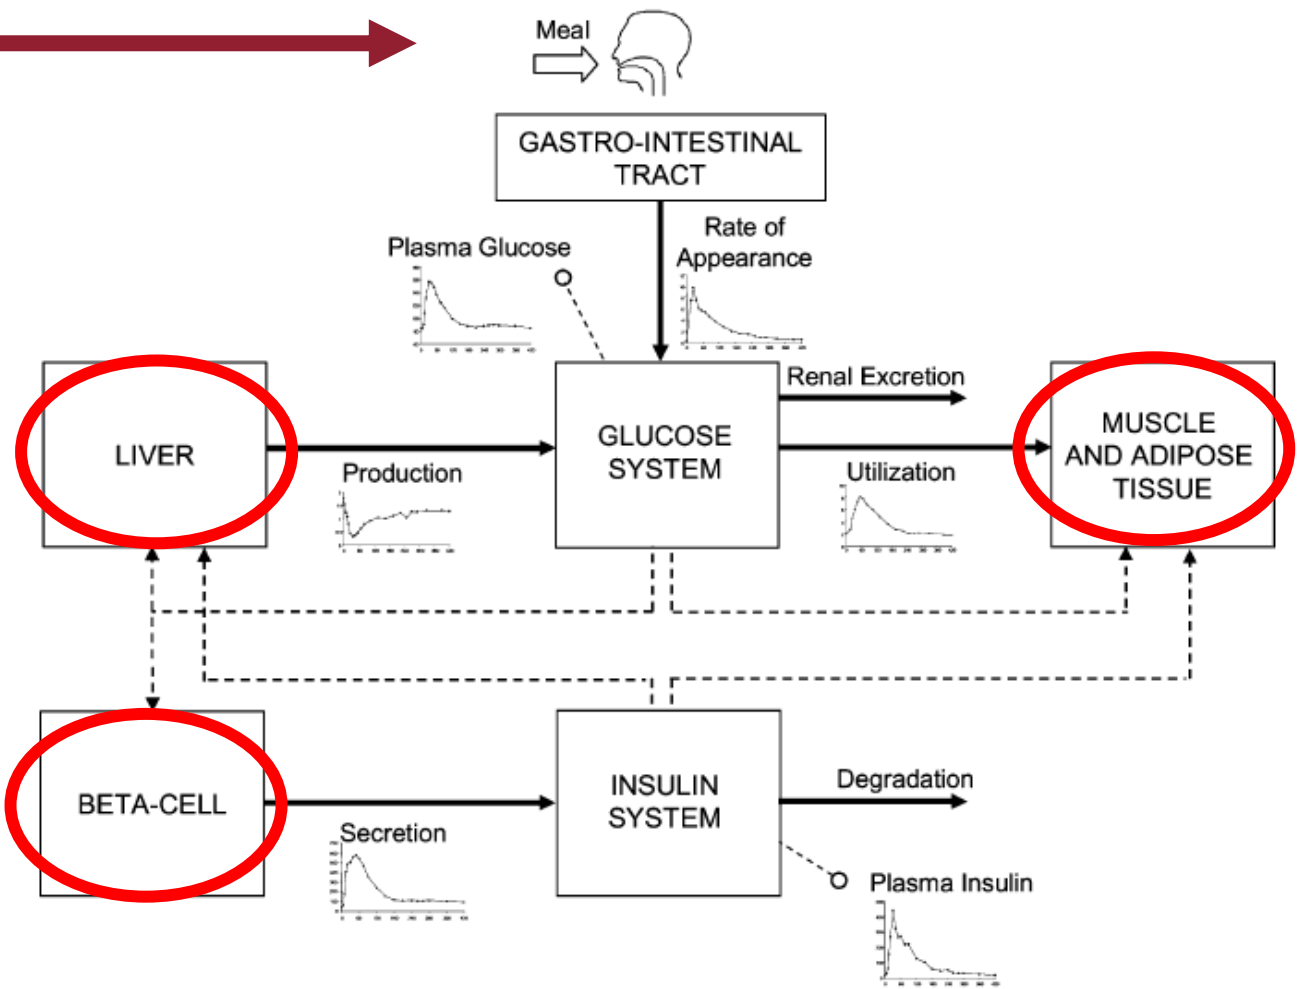 Meal
GASTRO-INTESTINAL
TRACT
Rate of
Appearance
Plasma Glucose
Renal Excretion
LIVER
Production
GLUCOSE
SYSTEM
Utilization
MUSCLE
AND ADIPOSE
TISSUE
BETA-CELL
Secretion
INSULIN
SYSTEM
Degradation
Plasma Insulin